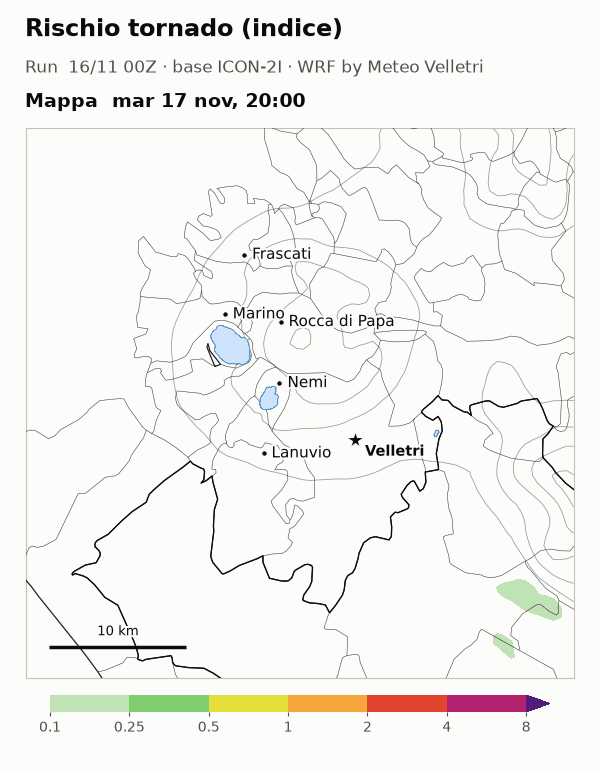 Rischio tornado (indice)
Run  16/11 00Z · base ICON-2I · WRF by Meteo Velletri
Mappa  mar 17 nov, 20:00
Frascati
Marino
Rocca di Papa
Nemi
Velletri
Lanuvio
10 km
0.1 0.25 0.5 1 2 4 8